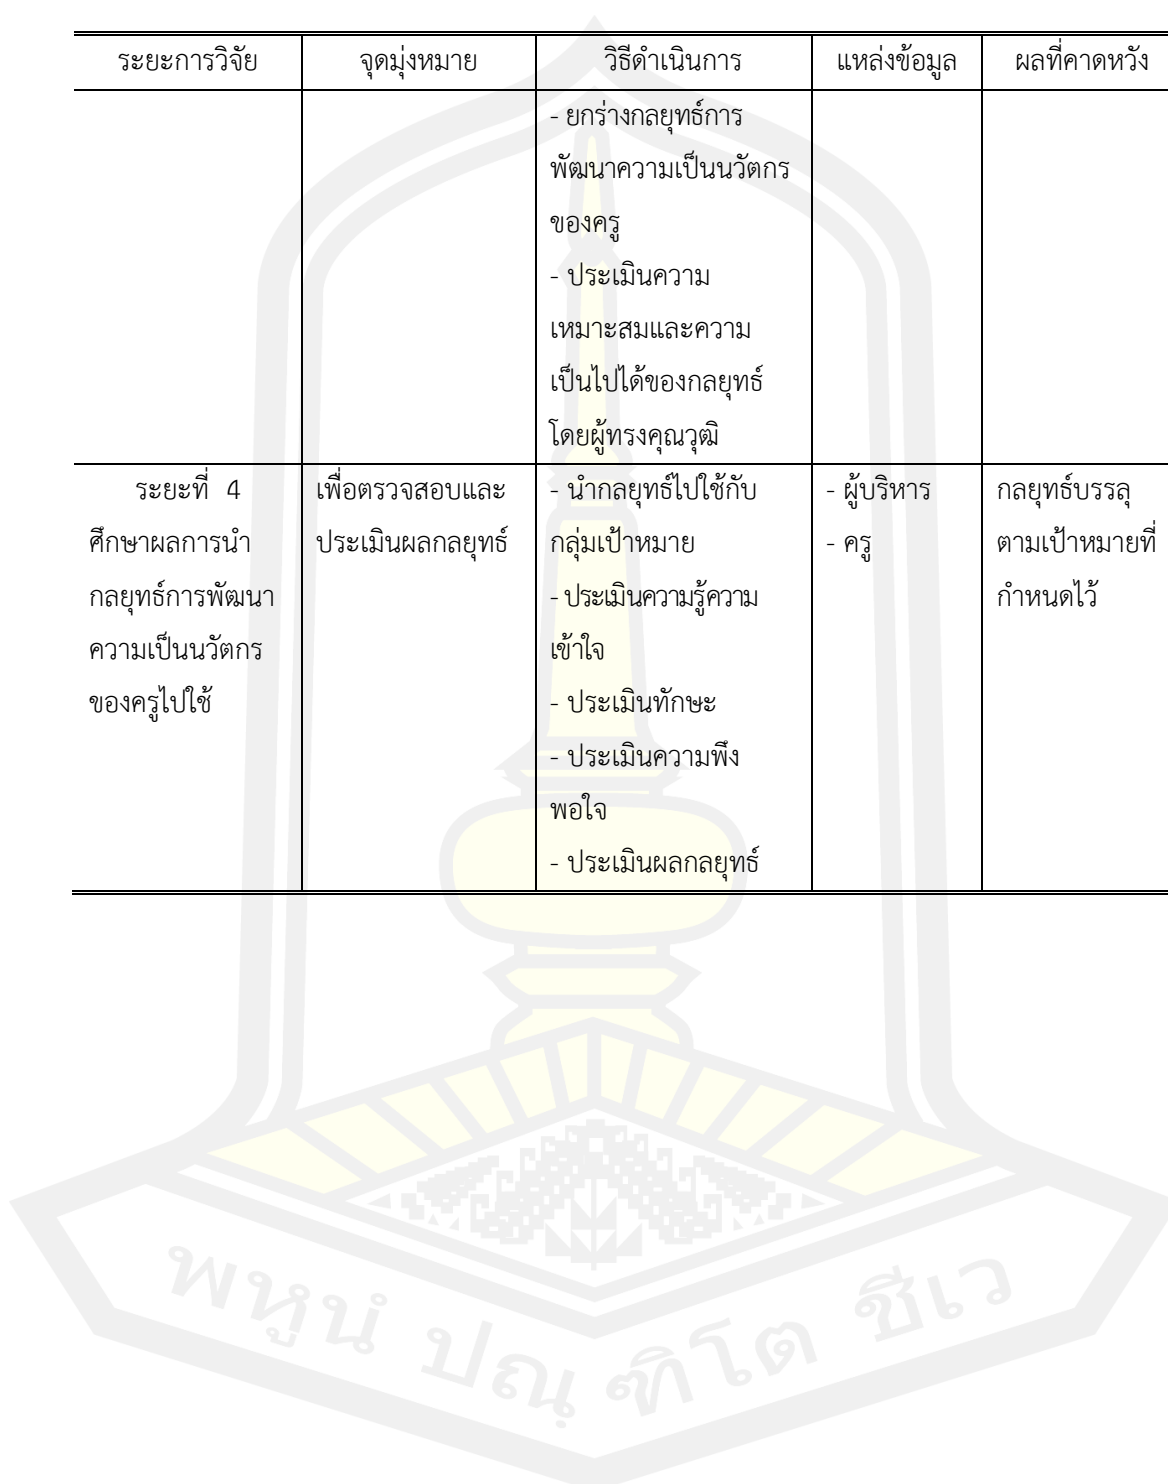 ระยะการวิจัย จุดมุ่งหมาย วิธีดำเนินการ แหล่งข้อมูล ผลที่คาดหวัง
- ยกร่างกลยุทธ์การ
พัฒนาความเป็นนวัตกร
ของครู
- ประเมินความ
เหมาะสมและความ
เป็นไปได้ของกลยุทธ์
โดยผู้ทรงคุณวุฒิ
ระยะที่ 4 เพื่อตรวจสอบและ - นำกลยุทธ์ไปใช้กับ - ผู้บริหาร กลยุทธ์บรรลุ
ศึกษาผลการนำ ประเมินผลกลยุทธ์ กลุ่มเป้าหมาย - ครู ตามเป้าหมายที่
กลยุทธ์การพัฒนา - ประเมินความรู้ความ กำหนดไว้
ความเป็นนวัตกร เข้าใจ
ของครูไปใช้ - ประเมินทักษะ
- ประเมินความพึง
พอใจ
- ประเมินผลกลยุทธ์
พหูนํ ปณฺ ฑิโต ชีเว